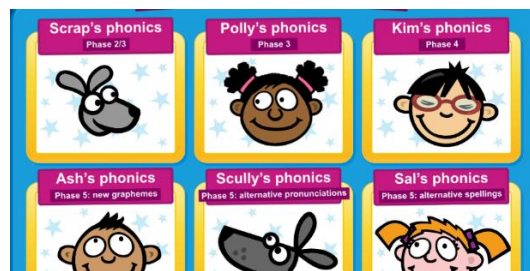 Scrap's phonics
Phase 2/3
Polly's phonics
Phase 3
Kim's phonics
Phase 4
Ash's phonics
Phase 5: new graphemes
Scully's phonics
Phase 5: alternative pronunciations
Sal's phonics
Phase 5: alternative spellings